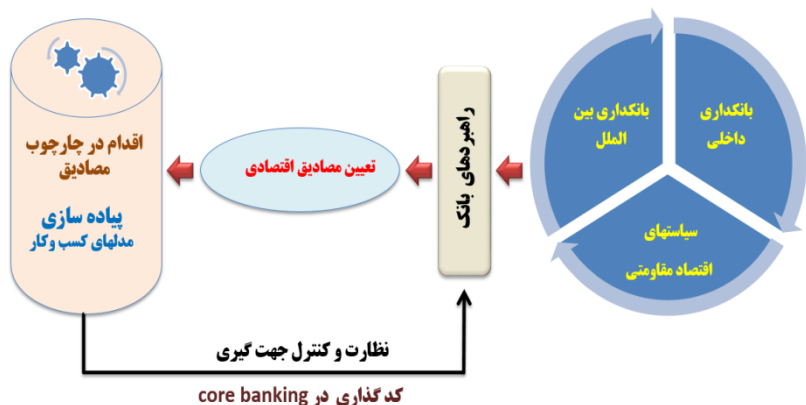 بانکداری
داخلی
بانکداری بین
الملل
سیاستهای
اقتصاد مقاومتی
راهبردهای بانک
تعیین مصادیق اقتصادی
اقدام در چارچوب
مصادیق
پیاده سازی
مدلهای کسب وکار
نظارت و کنترل جهت گیری
کدگذاری در core banking